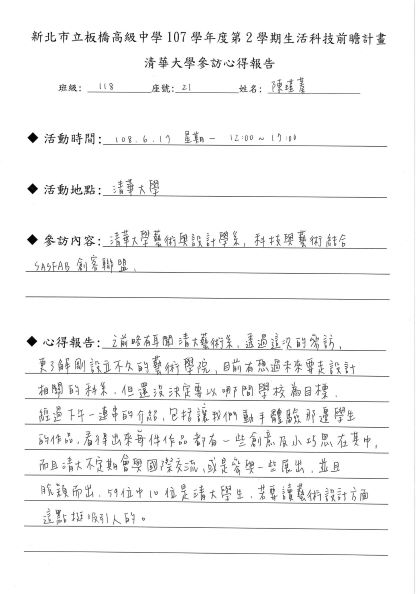 新北市立板橋高級中學 107 學年度第 2 學期生活科技前瞻計畫
清華大學參訪心得報告
班級： 118 座號： 21 姓名： 陳
◆ 活動時間： 108.6.17 星期一 12:00～17:00
◆ 活動地點： 清華大學
◆ 參訪內容： 清華大學藝術與設計學系，科技與藝術結合
SASFAB 創客聯盟．
◆ 心得報告： 之前略有耳聞清大藝術系，透過這次的參訪，
更了解剛設立不久的藝術學院，目前有想過未來要走設計
相關的科系，但還沒決定要以哪間學校為目標，
經過下午一連串的介紹，包括讓我們動手體驗那邊學生
的作品，看得出來每件作品都有一些創意及小巧思在其中，
而且清大不定期會與國際交流，或是參與一些展出，並且
脫穎而出，59位中10位是清大學生，若要讀藝術設計方面
這點挺吸引人的。